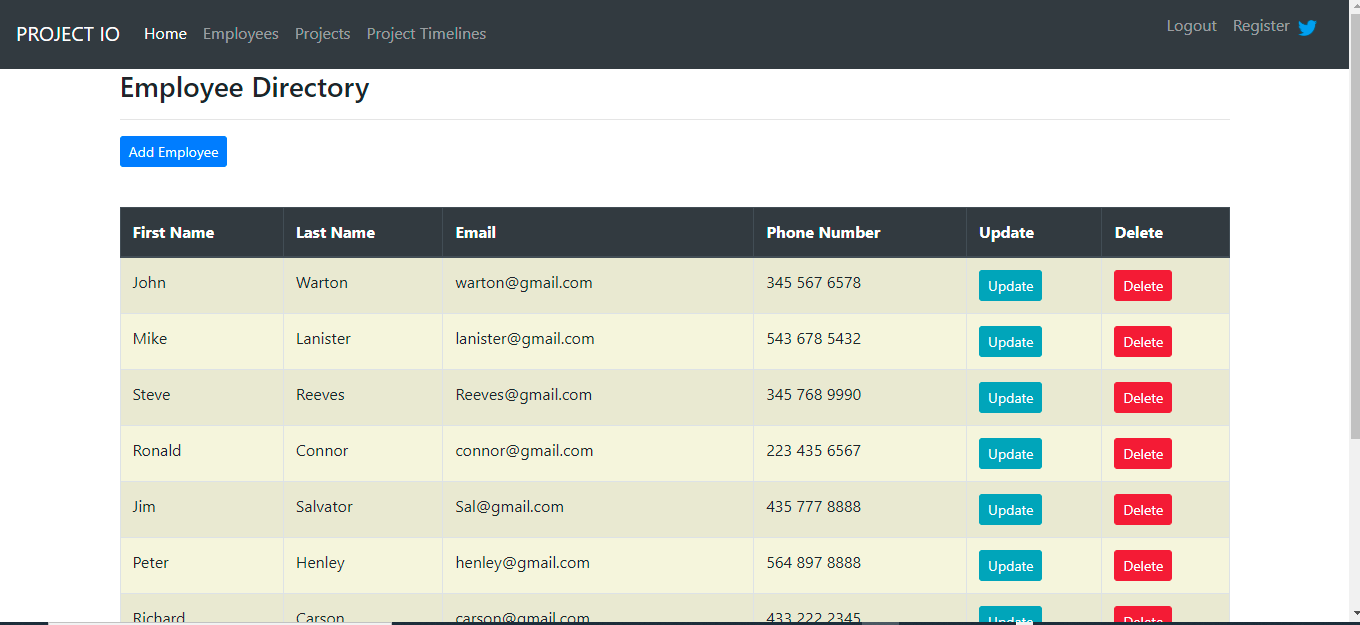 PROJECT IO Home Employees Projects Project Timelines Logout Register
Employee Directory
Add Employee
First Name Last Name Email Phone Number Update Delete
John Warton warton@gmail.com 345 567 6578 Update Delete
Mike Lanister lanister@gmail.com 543 678 5432 Update Delete
Steve Reeves Reeves@gmail.com 345 768 9990 Update Delete
Ronald Connor connor@gmail.com 223 435 6567 Update Delete
Jim Salvator Sal@gmail.com 435 777 8888 Update Delete
Peter Henley henley@gmail.com 564 897 8888 Update Delete
Richard Carson carson@gmail.com 433 222 2345 Update Delete